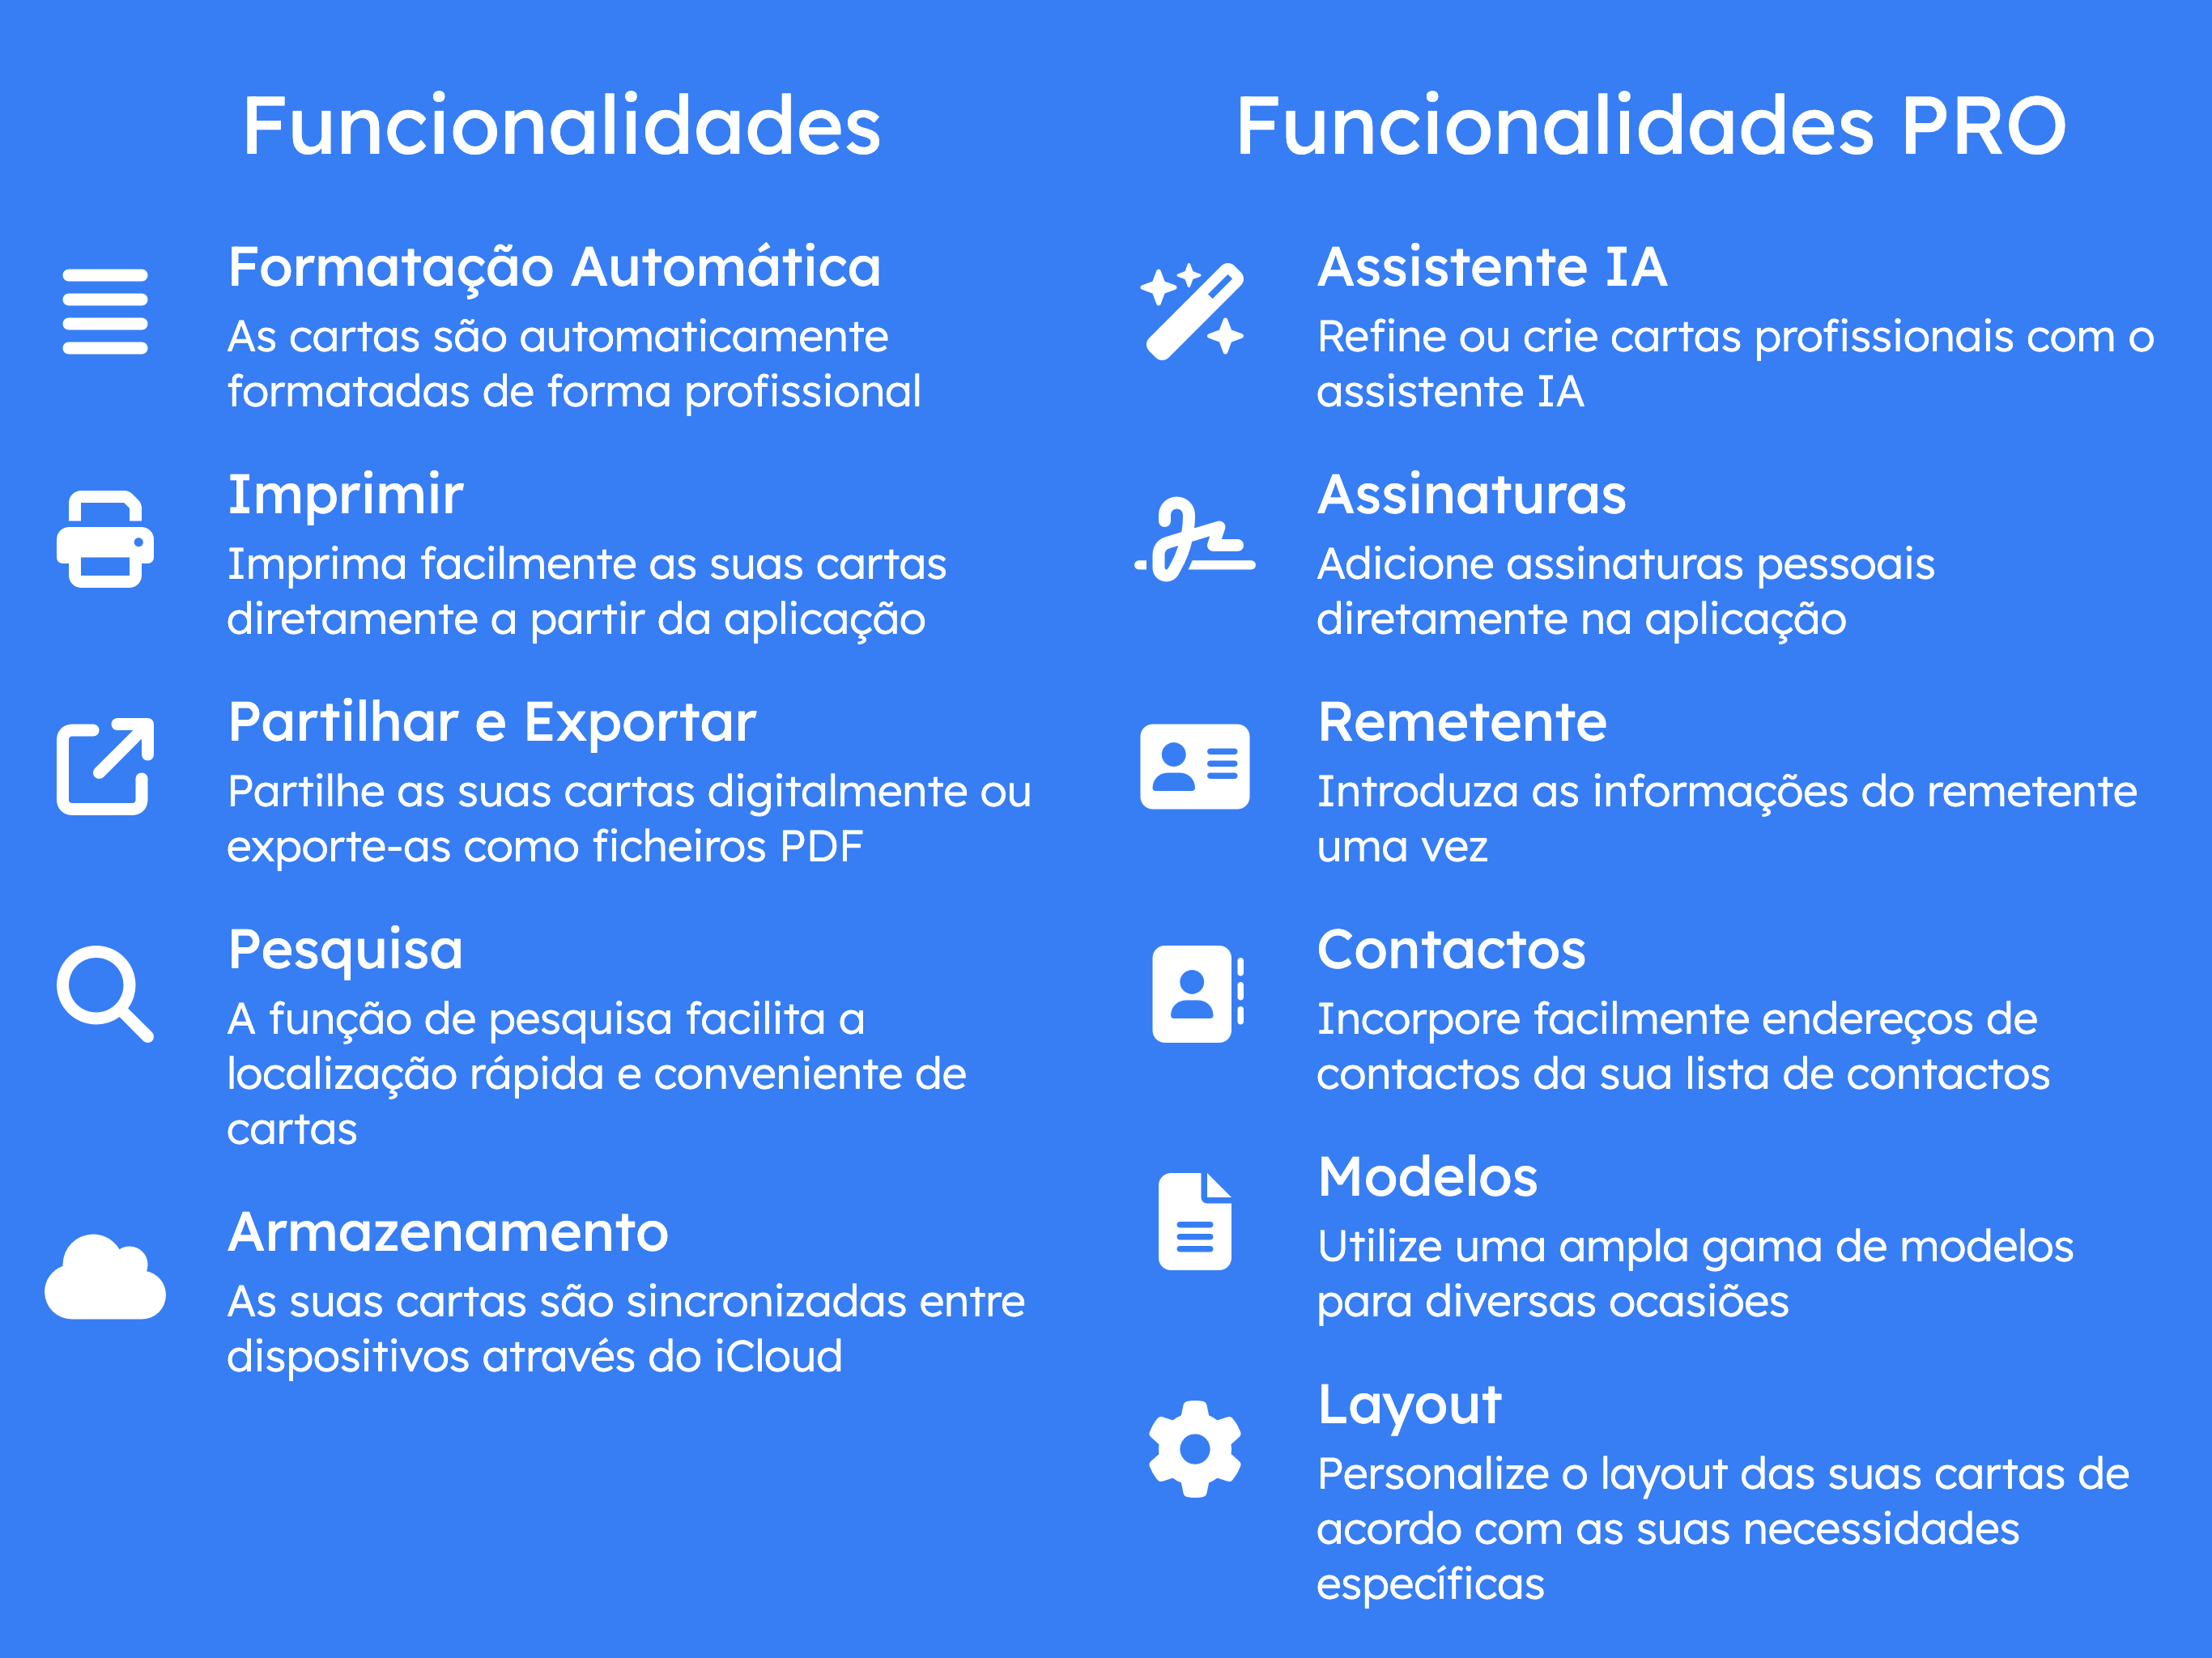 Funcionalidades
Formatação Automática
As cartas são automaticamente
formatadas de forma profissional
Imprimir
Imprima facilmente as suas cartas
diretamente a partir da aplicação
Partilhar e Exportar
Partilhe as suas cartas digitalmente ou
exporte-as como ficheiros PDF
Pesquisa
A função de pesquisa facilita a
localização rápida e conveniente de
cartas
Armazenamento
As suas cartas são sincronizadas entre
dispositivos através do iCloud
Funcionalidades PRO
Assistente IA
Refine ou crie cartas profissionais com o
assistente IA
Assinaturas
Adicione assinaturas pessoais
diretamente na aplicação
Remetente
Introduza as informações do remetente
uma vez
Contactos
Incorpore facilmente endereços de
contactos da sua lista de contactos
Modelos
Utilize uma ampla gama de modelos
para diversas ocasiões
Layout
Personalize o layout das suas cartas de
acordo com as suas necessidades
específicas